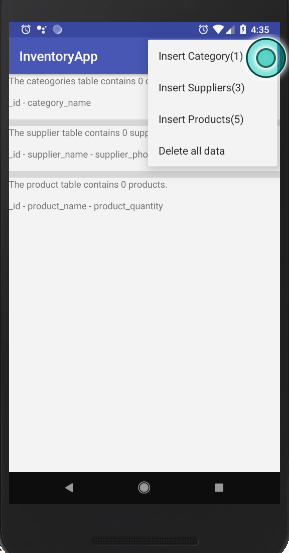 4:35
InventoryApp
Insert Category(1)
Insert Suppliers(3)
Insert Products(5)
Delete all data
The cateogories table contains 0 c
_id - category_name
The supplier table contains 0 supp
_id - supplier_name - supplier_pho
The product table contains 0 products.
_id - product_name - product_quantity